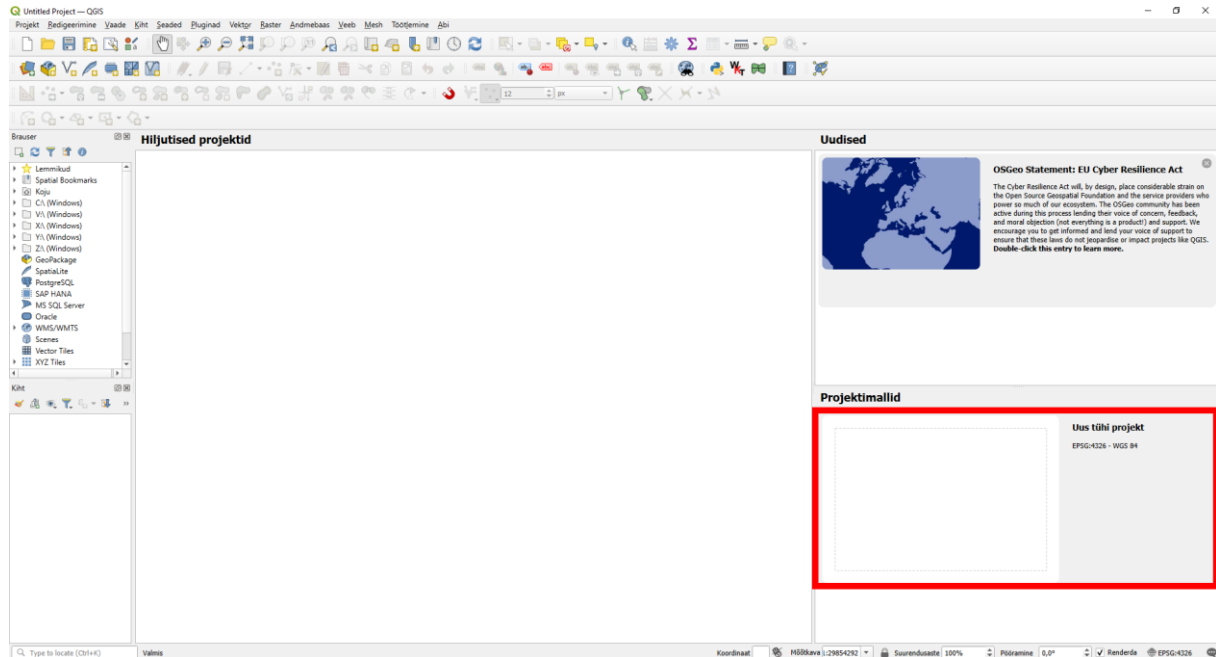 Untitled Project — QGIS
Projekt Redigeerimine Vaade Kiht Seaded Pluginad Vektor Raster Andmebaas Veeb Mesh Töötlemine Abi
12 px
Brauser
Hiljutised projektid
Uudised
Lemmikud
Spatial Bookmarks
Koju
C:\ (Windows)
V:\ (Windows)
X:\ (Windows)
Y:\ (Windows)
Z:\ (Windows)
GeoPackage
SpatiaLite
PostgreSQL
SAP HANA
MS SQL Server
Oracle
WMS/WMTS
Scenes
Vector Tiles
XYZ Tiles
OSGeo Statement: EU Cyber Resilience Act
The Cyber Resilience Act will, by design, place considerable strain on
the Open Source Geospatial Foundation and the service providers who
power so much of our ecosystem. The OSGeo community has been
active during this process lending their voice of concern, feedback,
and moral objection (not everything is a product!) and support. We
encourage you to get informed and lend your voice of support to
ensure that these laws do not jeopardise or impact projects like QGIS.
Double-click this entry to learn more.
Kiht
Projektimallid
Uus tühi projekt
EPSG:4326 - WGS 84
Type to locate (Ctrl+K) Valmis Koordinaat Mõõtkava :29854292 Suurendusaste 100% Pööramine 0,0° Renderda EPSG:4326